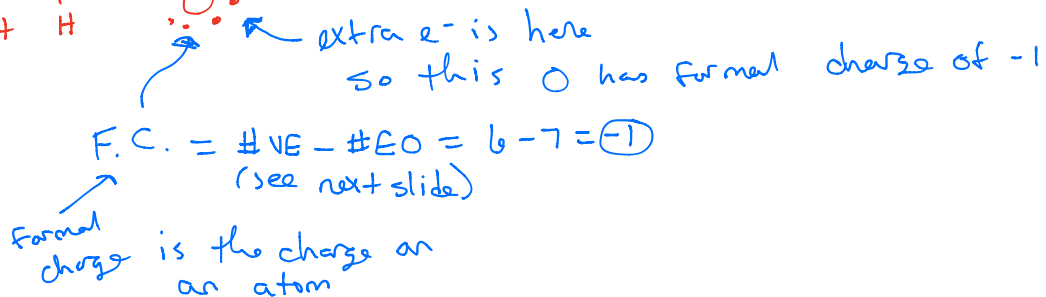 H
extra e⁻ is here
so this O has formal charge of -1
F.C. = #VE - #EO = 6 - 7 = -1
(see next slide)
Formal charge is the charge on
an atom